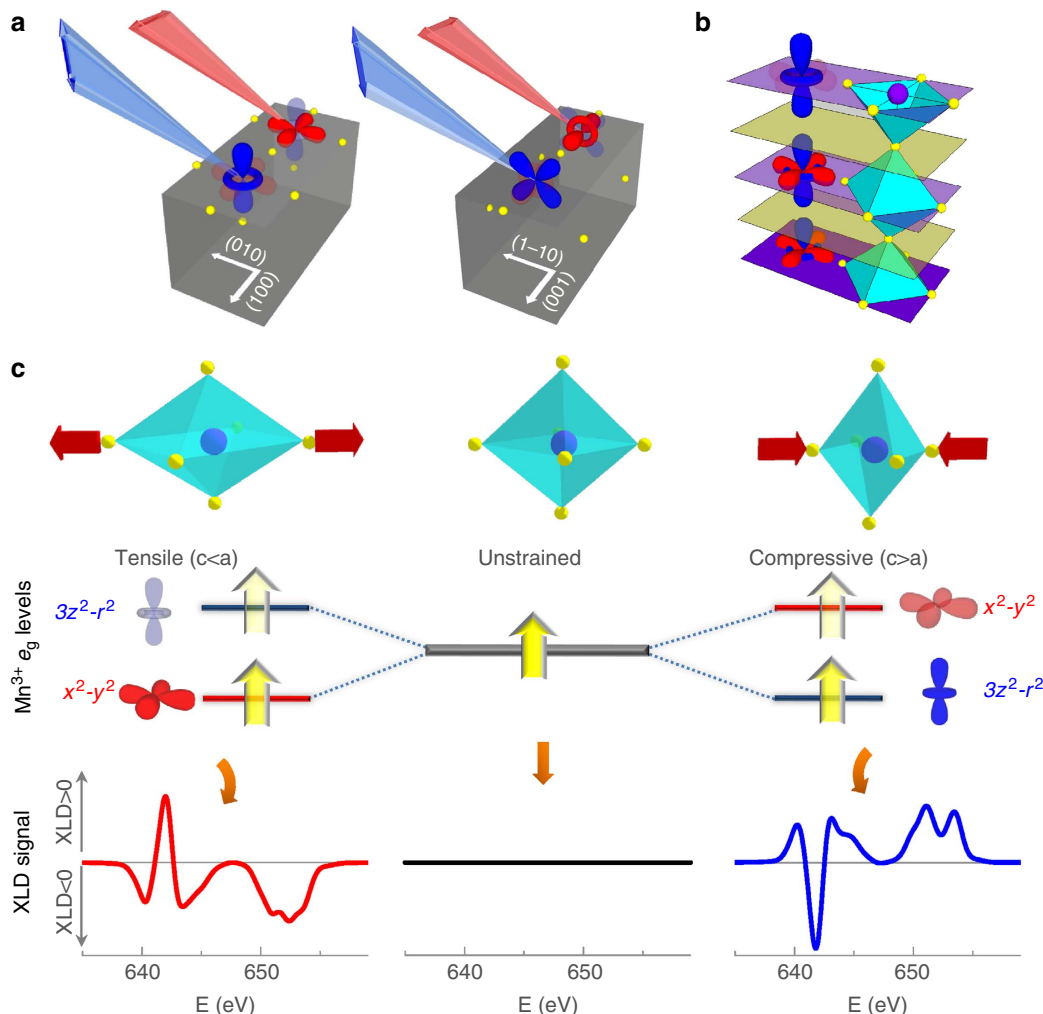 a
b
(010)
(100)
(1–10)
(001)
c
Tensile (c<a)
Unstrained
Compressive (c>a)
Mn³⁺ e_g levels
3z²-r²
x²-y²
x²-y²
3z²-r²
XLD signal
XLD>0
XLD<0
640
650
640
650
640
650
E (eV)
E (eV)
E (eV)